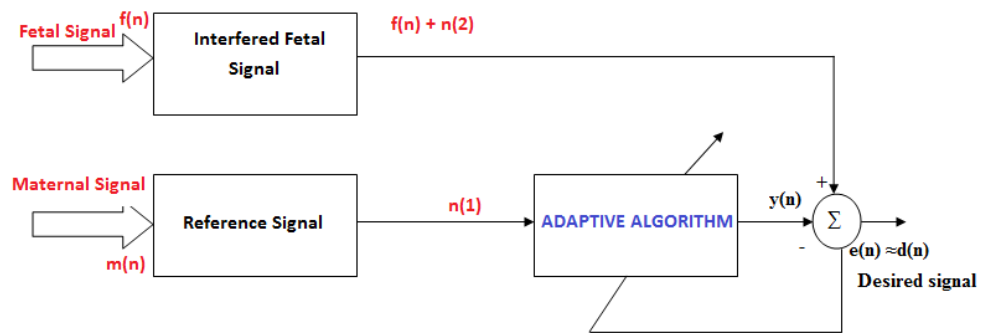 Fetal Signal
f(n)
Interfered Fetal
Signal
f(n) + n(2)
Maternal Signal
m(n)
Reference Signal
n(1)
ADAPTIVE ALGORITHM
y(n)
+
Σ
-
e(n) ≈d(n)
Desired signal